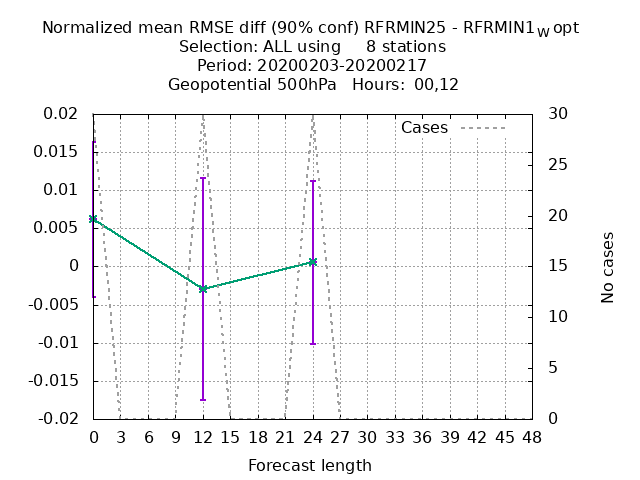 Normalized mean RMSE diff (90% conf) RFRMIN25 - RFRMIN1W opt
Selection: ALL using 8 stations
Period: 20200203-20200217
Geopotential 500hPa Hours: 00,12
Cases
0.02
0.015
0.01
0.005
0
-0.005
-0.01
-0.015
-0.02
30
25
20
15
10
5
0
No cases
0 3 6 9 12 15 18 21 24 27 30 33 36 39 42 45 48
Forecast length